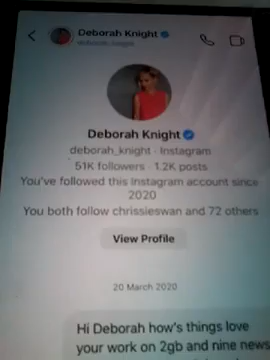 Deborah Knight
deborah_knight
Deborah Knight
deborah_knight · Instagram
51K followers · 1.2K posts
You've followed this Instagram account since
2020
You both follow chrissieswan and 72 others
View Profile
20 March 2020
Hi Deborah how's things love
your work on 2gb and nine news